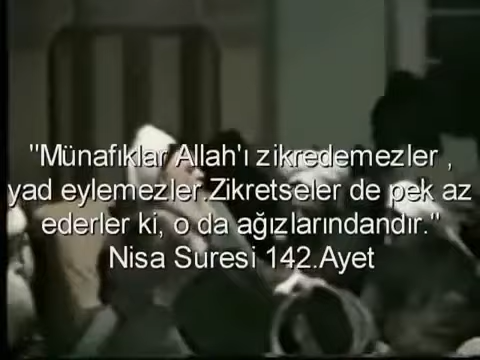 "Münafıklar Allah'ı zikredemezler ,
yad eylemezler.Zikretseler de pek az
ederler ki, o da ağızlarındandır."
Nisa Suresi 142.Ayet